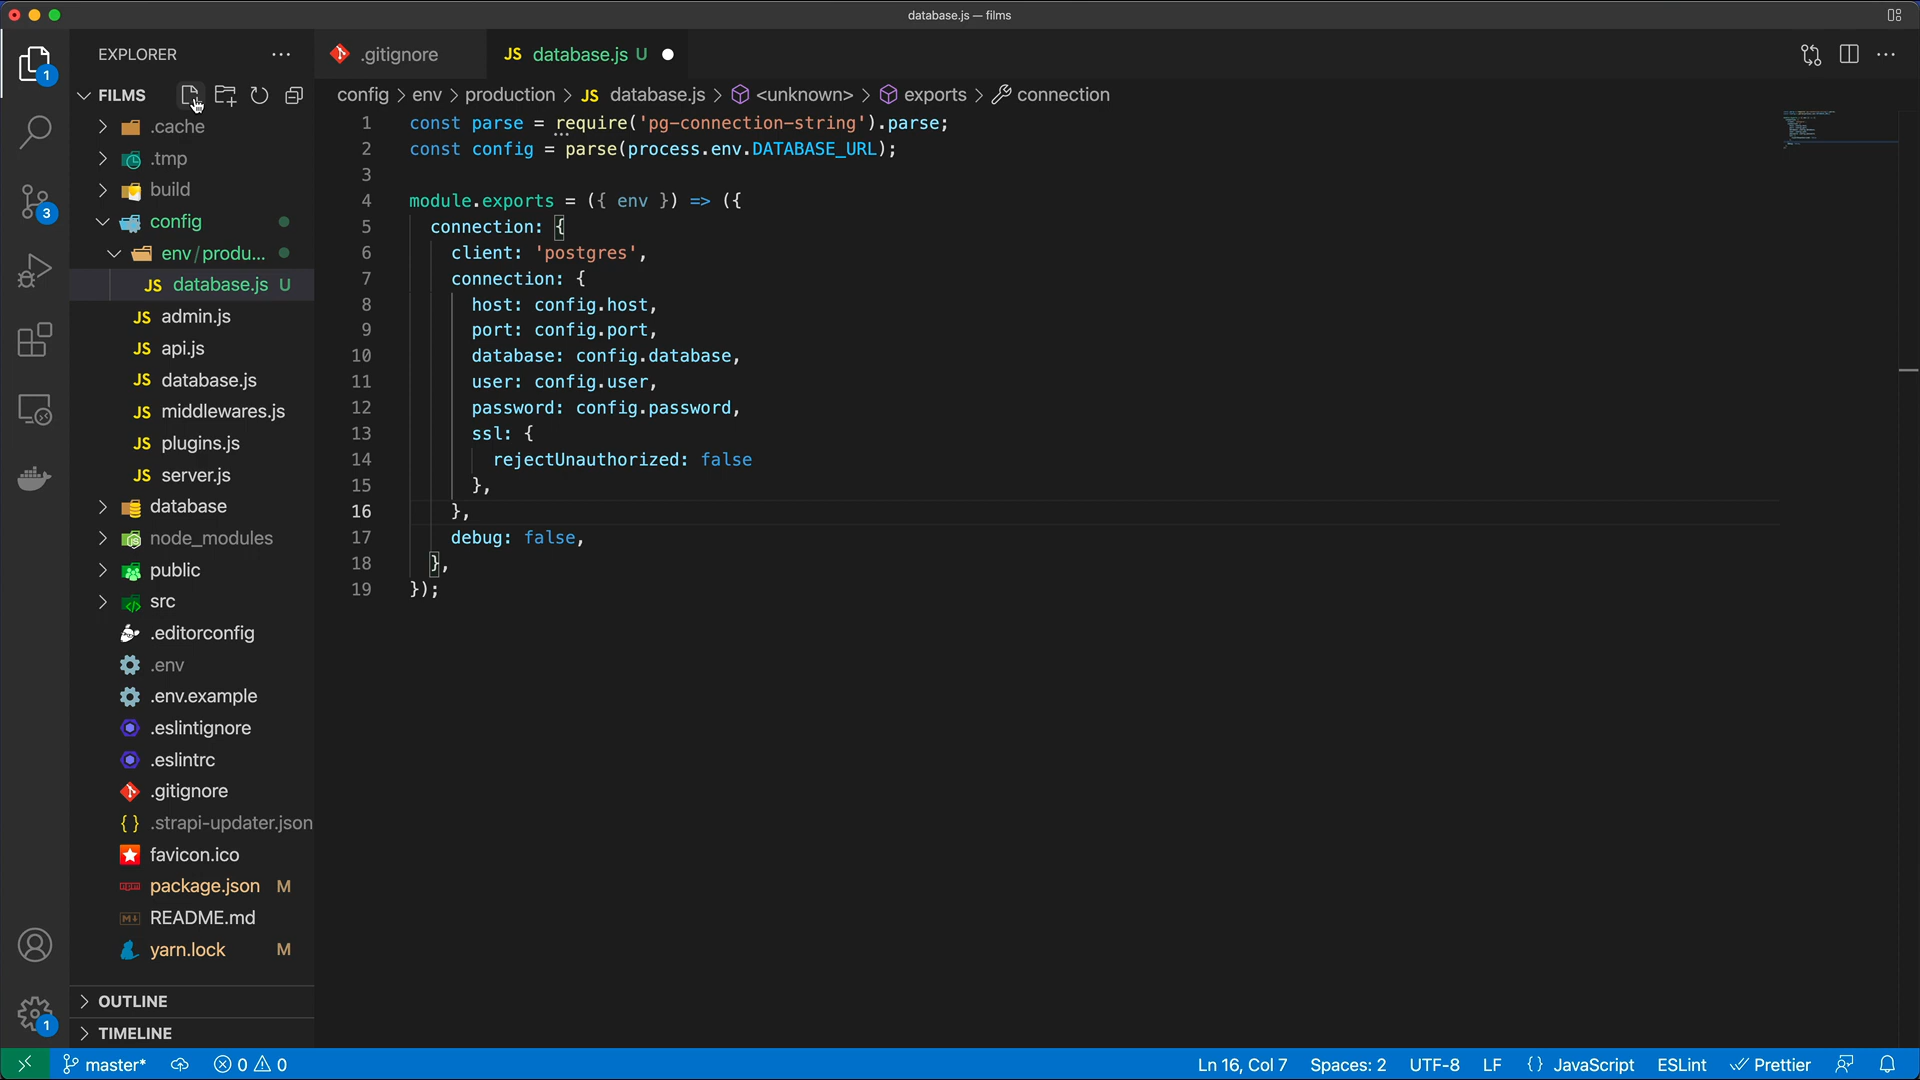 database.js — films
EXPLORER
.gitignore
JS database.js U
1
FILMS
config > env > production > JS database.js > <unknown> > exports > connection
.cache
.tmp
build
config
env/produ...
JS database.js U
JS admin.js
JS api.js
JS database.js
JS middlewares.js
JS plugins.js
JS server.js
database
node_modules
public
src
.editorconfig
.env
.env.example
.eslintignore
.eslintrc
.gitignore
{ } .strapi-updater.json
favicon.ico
package.json M
README.md
yarn.lock M
OUTLINE
TIMELINE
3
1
1 const parse = require('pg-connection-string').parse;
2 const config = parse(process.env.DATABASE_URL);
3
4 module.exports = ({ env }) => ({
5 connection: {
6 client: 'postgres',
7 connection: {
8 host: config.host,
9 port: config.port,
10 database: config.database,
11 user: config.user,
12 password: config.password,
13 ssl: {
14 rejectUnauthorized: false
15 },
16 },
17 debug: false,
18 },
19 });
master* 0 0 Ln 16, Col 7 Spaces: 2 UTF-8 LF { } JavaScript ESLint Prettier